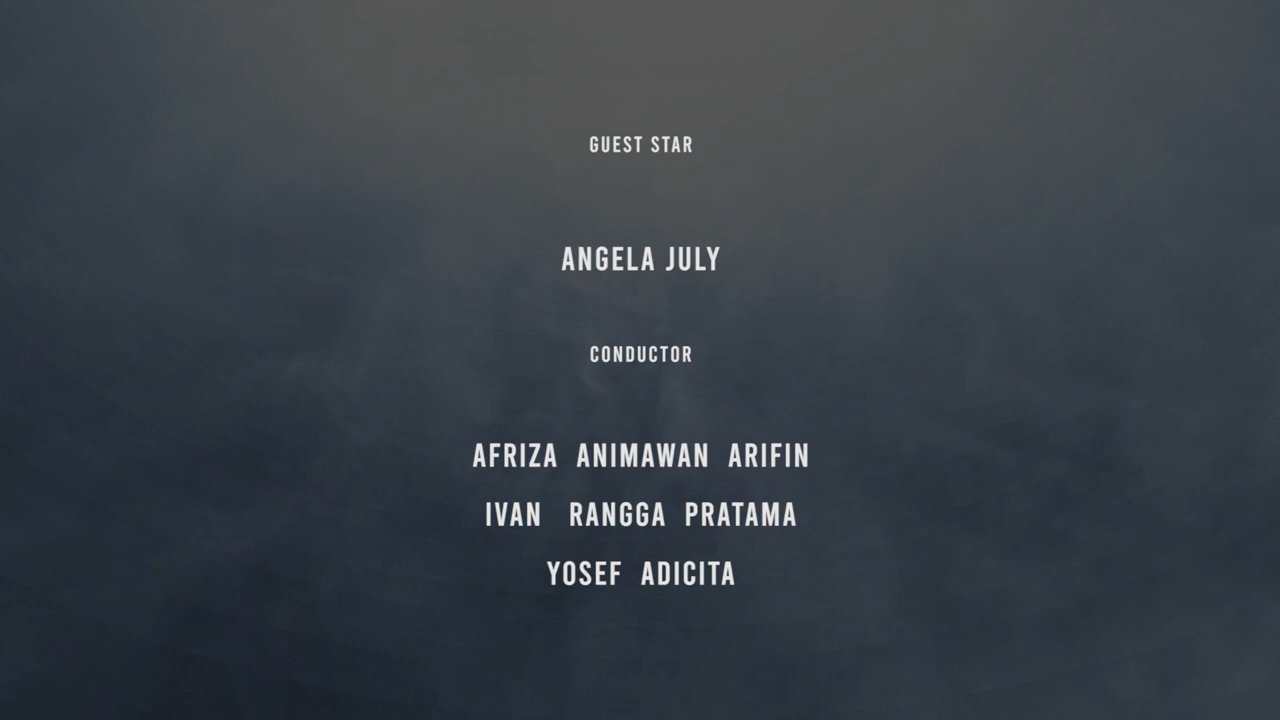 GUEST STAR
ANGELA JULY
CONDUCTOR
AFRIZA ANIMAWAN ARIFIN
IVAN RANGGA PRATAMA
YOSEF ADICITA